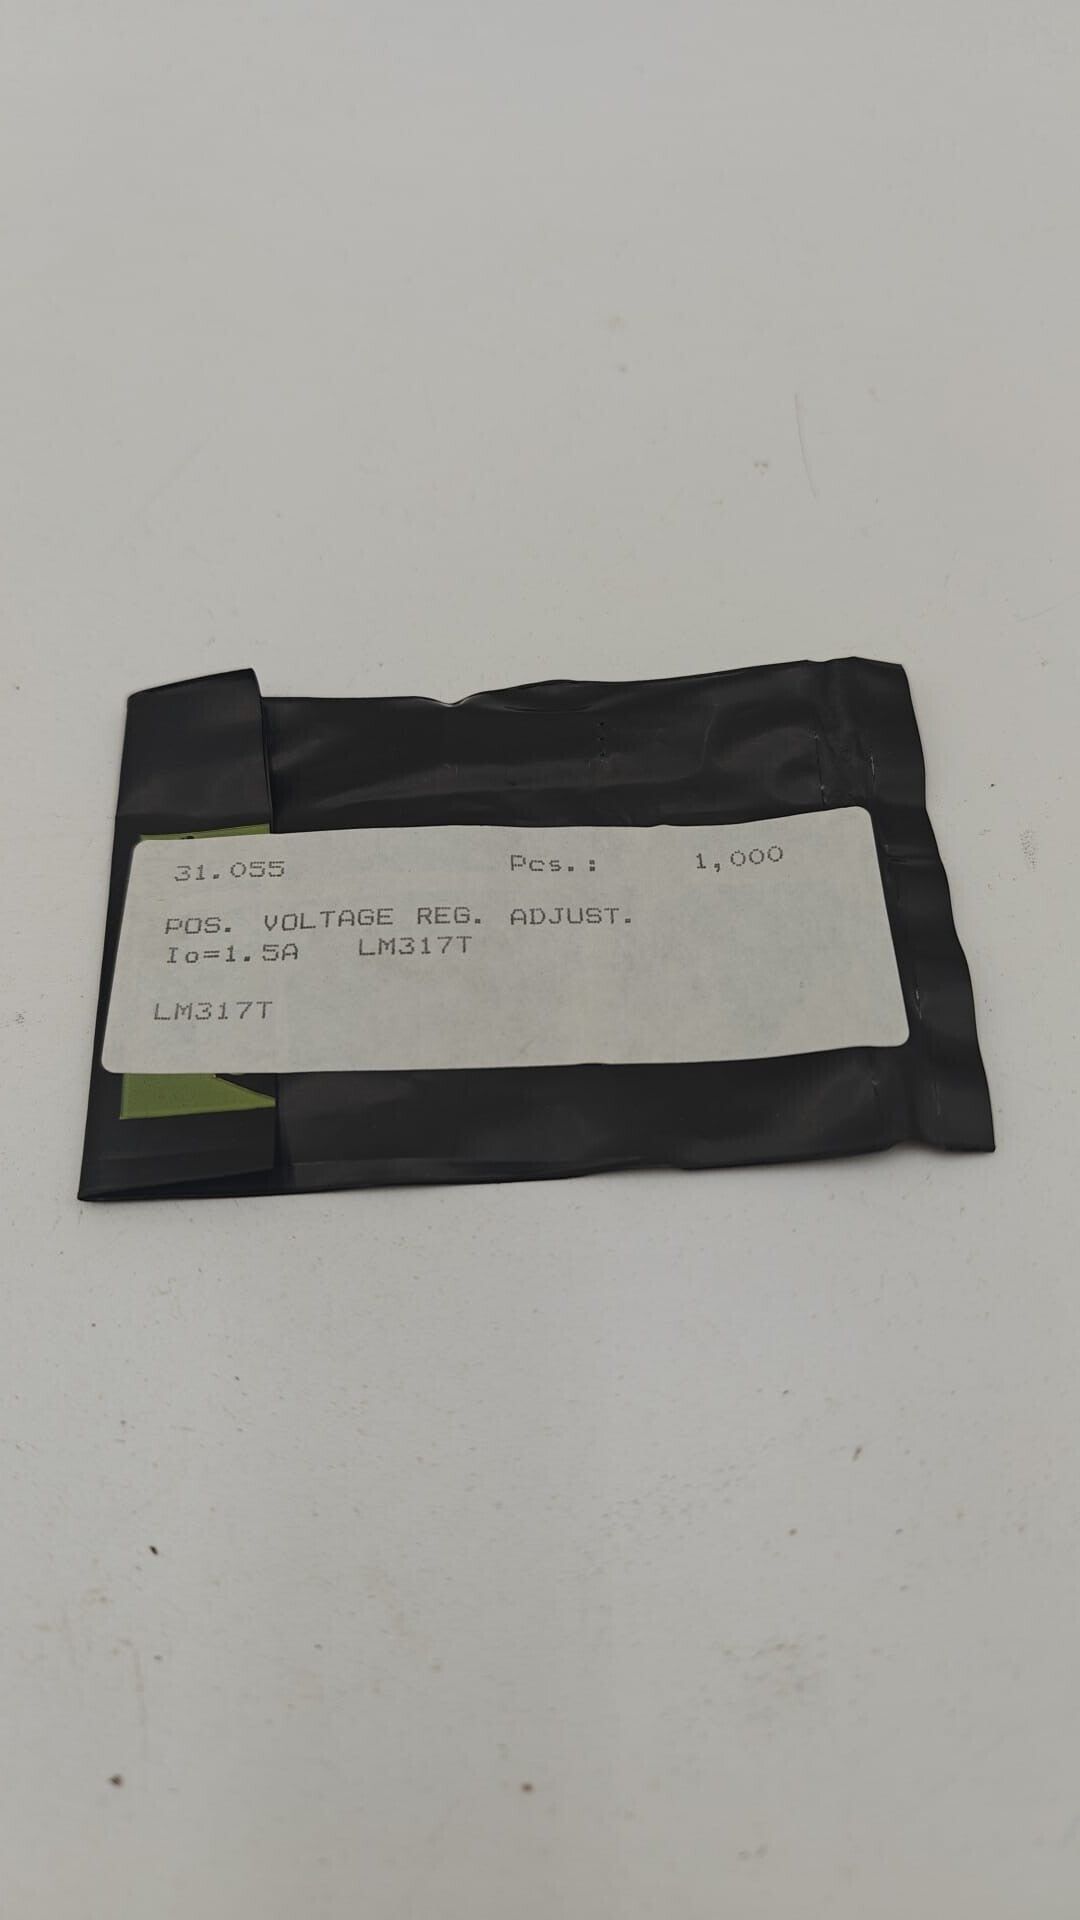 31.055 Pcs.: 1,000
POS. VOLTAGE REG. ADJUST.
Io=1.5A LM317T
LM317T